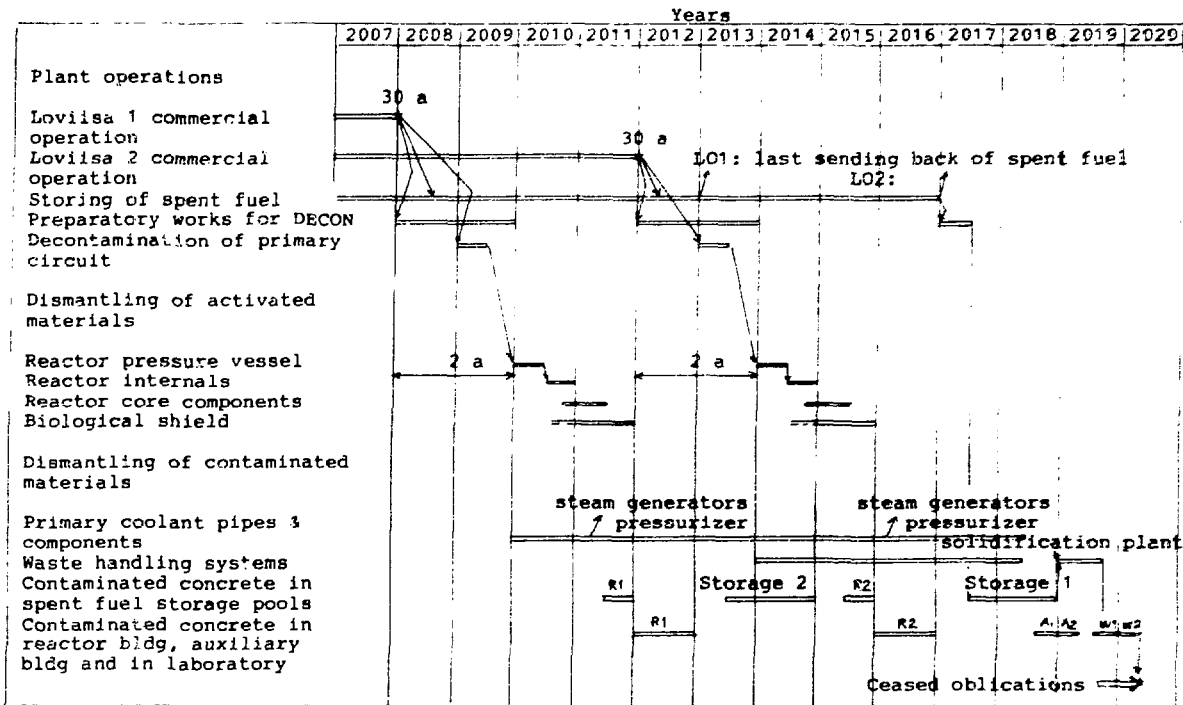 Years
2007 2008 2009 2010 2011 2012 2013 2014 2015 2016 2017 2018 2019 2029
Plant operations
30 a
Loviisa 1 commercial
operation
30 a
Loviisa 2 commercial
operation
LO1: last sending back of spent fuel
LO2:
Storing of spent fuel
Preparatory works for DECON
Decontamination of primary
circuit
Dismantling of activated
materials
Reactor pressure vessel
2 a 2 a
Reactor internals
Reactor core components
Biological shield
Dismantling of contaminated
materials
steam generators steam generators
Primary coolant pipes &
pressurizer pressurizer
components
solidification plant
Waste handling systems
Contaminated concrete in
R1 Storage 2 R2 Storage 1
spent fuel storage pools
Contaminated concrete in
R1 R2 A1 A2 W1 W2
reactor bldg, auxiliary
bldg and in laboratory
Ceased oblications